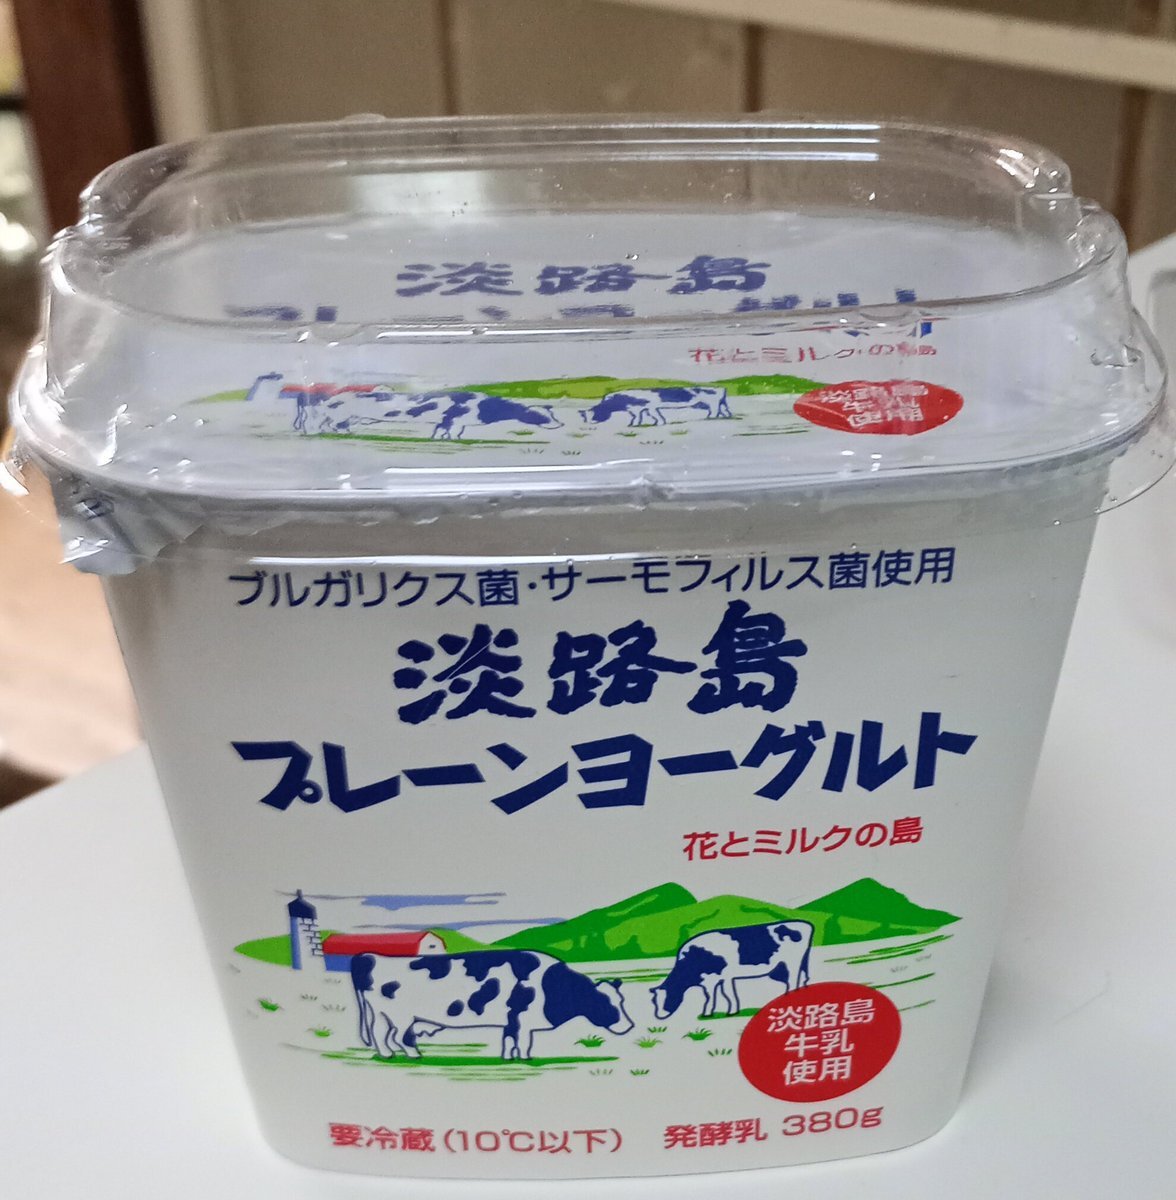 淡路島
プレーンヨーグルト
花とミルクの島
淡路島
牛乳
使用
ブルガリクス菌・サーモフィルス菌使用
淡路島
プレーンヨーグルト
花とミルクの島
淡路島
牛乳
使用
要冷蔵(10℃以下) 発酵乳 380g